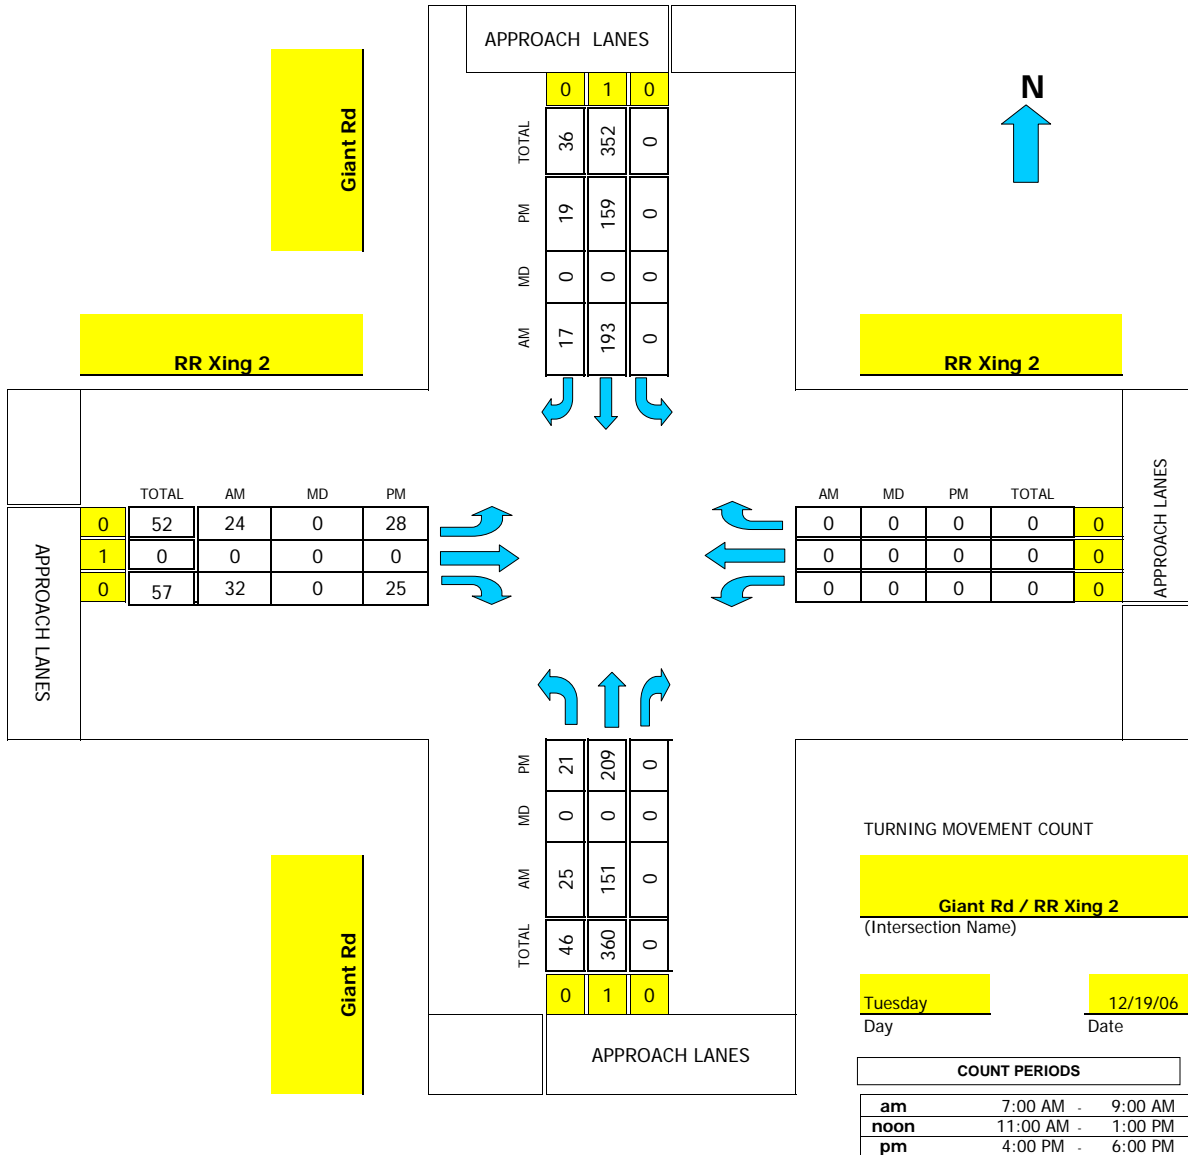 APPROACH LANES
0 1 0
N
Giant Rd
TOTAL 36 352 0
PM 19 159 0
MD 0 0 0
AM 17 193 0
RR Xing 2
RR Xing 2
TOTAL AM MD PM
0 52 24 0 28
1 0 0 0 0
0 57 32 0 25
APPROACH LANES
AM MD PM TOTAL
0 0 0 0 0
0 0 0 0 0
0 0 0 0 0
APPROACH LANES
PM 21 209 0
MD 0 0 0
AM 25 151 0
TOTAL 46 360 0
0 1 0
APPROACH LANES
Giant Rd
TURNING MOVEMENT COUNT
Giant Rd / RR Xing 2
(Intersection Name)
Tuesday 12/19/06
Day Date
COUNT PERIODS
am 7:00 AM - 9:00 AM
noon 11:00 AM - 1:00 PM
pm 4:00 PM - 6:00 PM